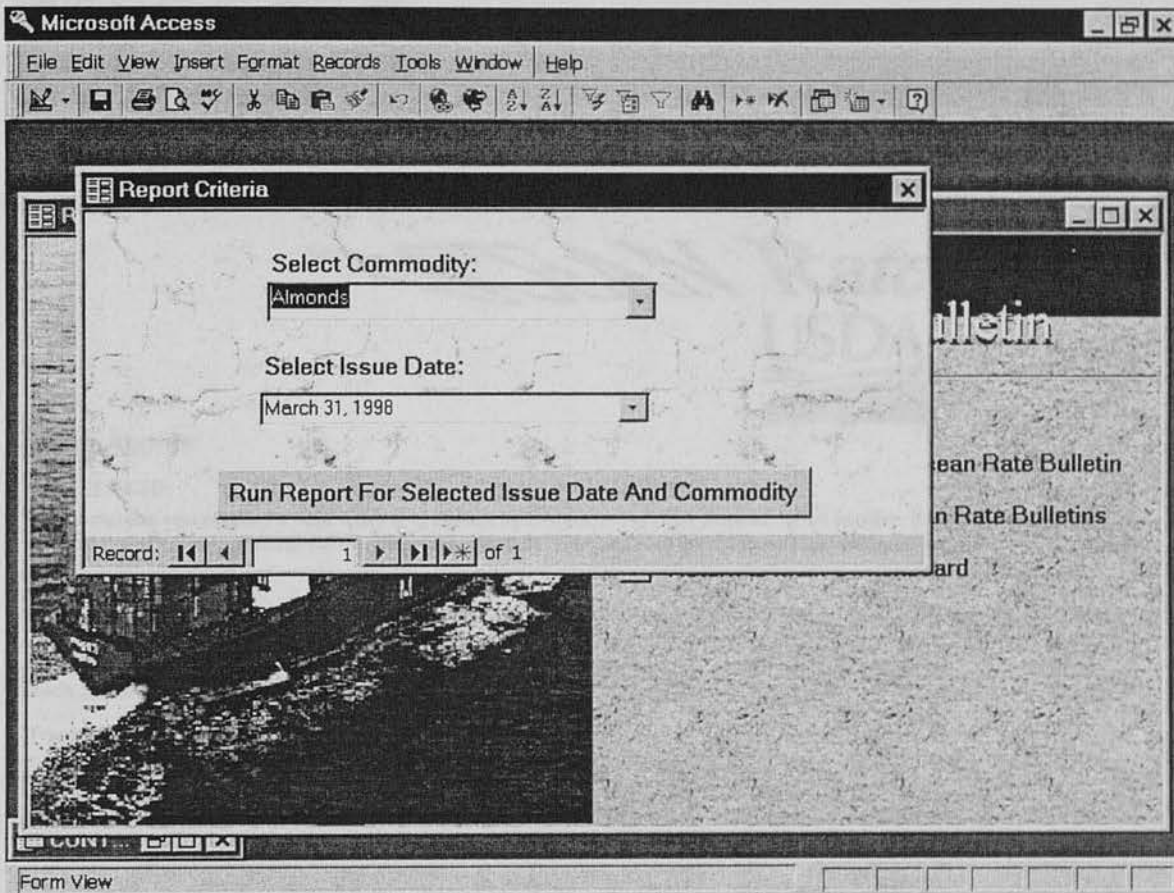 Microsoft Access
File Edit View Insert Format Records Tools Window Help
Report Criteria
R
Select Commodity:
Almonds
ulletin
Select Issue Date:
March 31, 1998
ean Rate Bulletin
Run Report For Selected Issue Date And Commodity
n Rate Bulletins
Record: 1 of 1
ard
CONT...
Form View